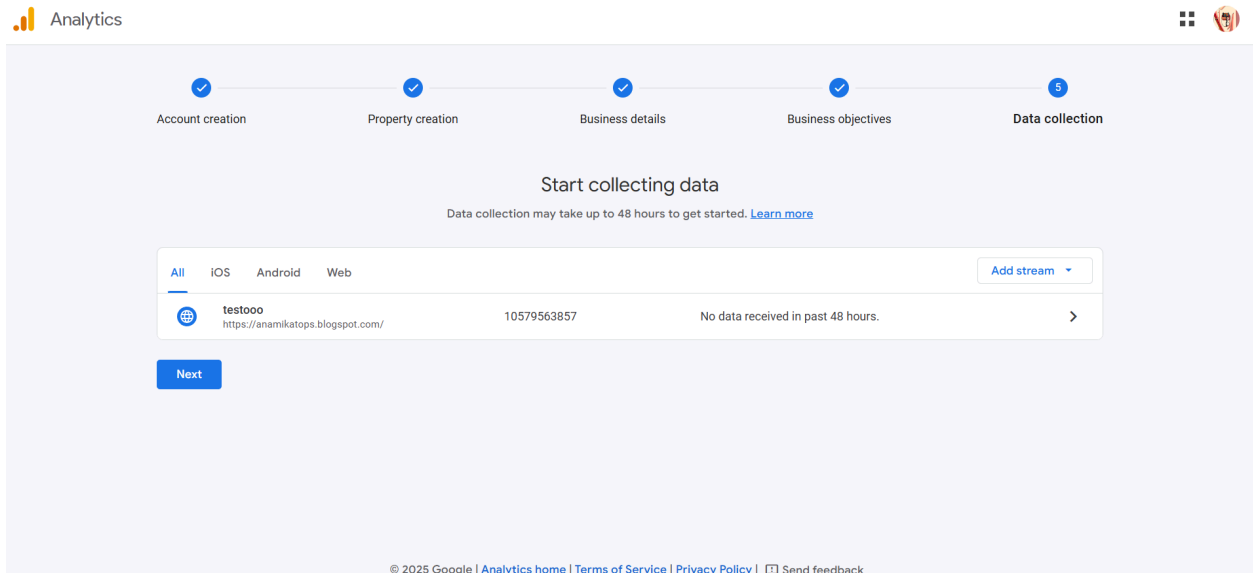 Analytics
5
Account creation Property creation Business details Business objectives Data collection
Start collecting data
Data collection may take up to 48 hours to get started. Learn more
All iOS Android Web Add stream
testooo
https://anamikatops.blogspot.com/ 10579563857 No data received in past 48 hours.
Next
© 2025 Google | Analytics home | Terms of Service | Privacy Policy | Send feedback